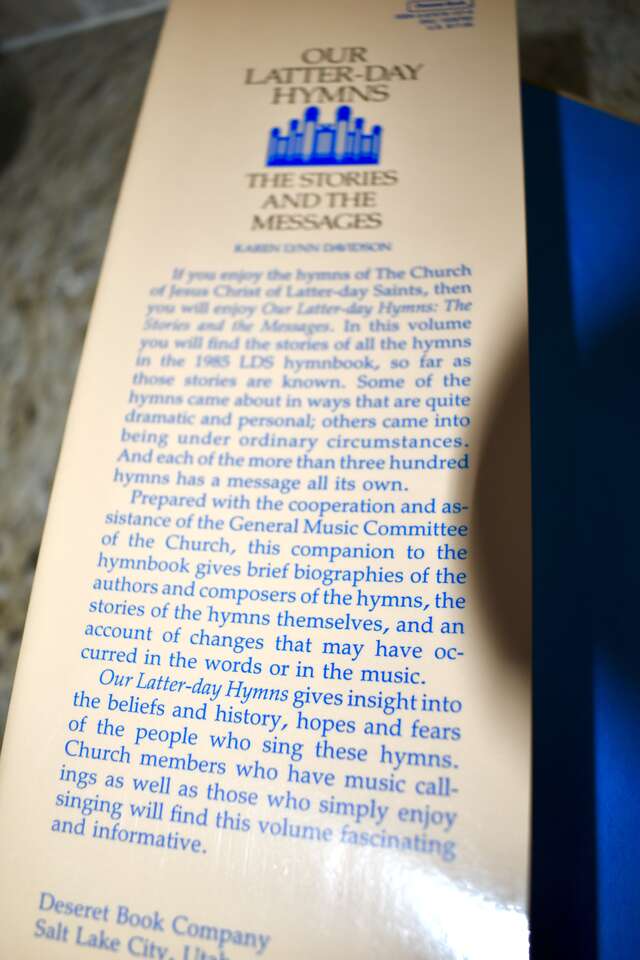 OUR
LATTER-DAY
HYMNS
THE STORIES
AND THE
MESSAGES
KAREN LYNN DAVIDSON
If you enjoy the hymns of The Church
of Jesus Christ of Latter-day Saints, then
you will enjoy Our Latter-day Hymns: The
Stories and the Messages. In this volume
you will find the stories of all the hymns
in the 1985 LDS hymnbook, so far as
those stories are known. Some of the
hymns came about in ways that are quite
dramatic and personal; others came into
being under ordinary circumstances.
And each of the more than three hundred
hymns has a message all its own.
Prepared with the cooperation and as-
sistance of the General Music Committee
of the Church, this companion to the
hymnbook gives brief biographies of the
authors and composers of the hymns, the
stories of the hymns themselves, and an
account of changes that may have oc-
curred in the words or in the music.
Our Latter-day Hymns gives insight into
the beliefs and history, hopes and fears
of the people who sing these hymns.
Church members who have music call-
ings as well as those who simply enjoy
singing will find this volume fascinating
and informative.
Deseret Book Company
Salt Lake City, Utah